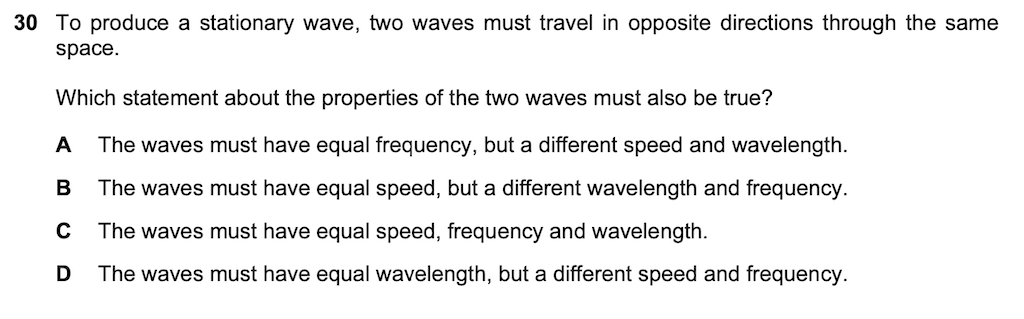 30 To produce a stationary wave, two waves must travel in opposite directions through the same
space.
Which statement about the properties of the two waves must also be true?
A The waves must have equal frequency, but a different speed and wavelength.
B The waves must have equal speed, but a different wavelength and frequency.
C The waves must have equal speed, frequency and wavelength.
D The waves must have equal wavelength, but a different speed and frequency.